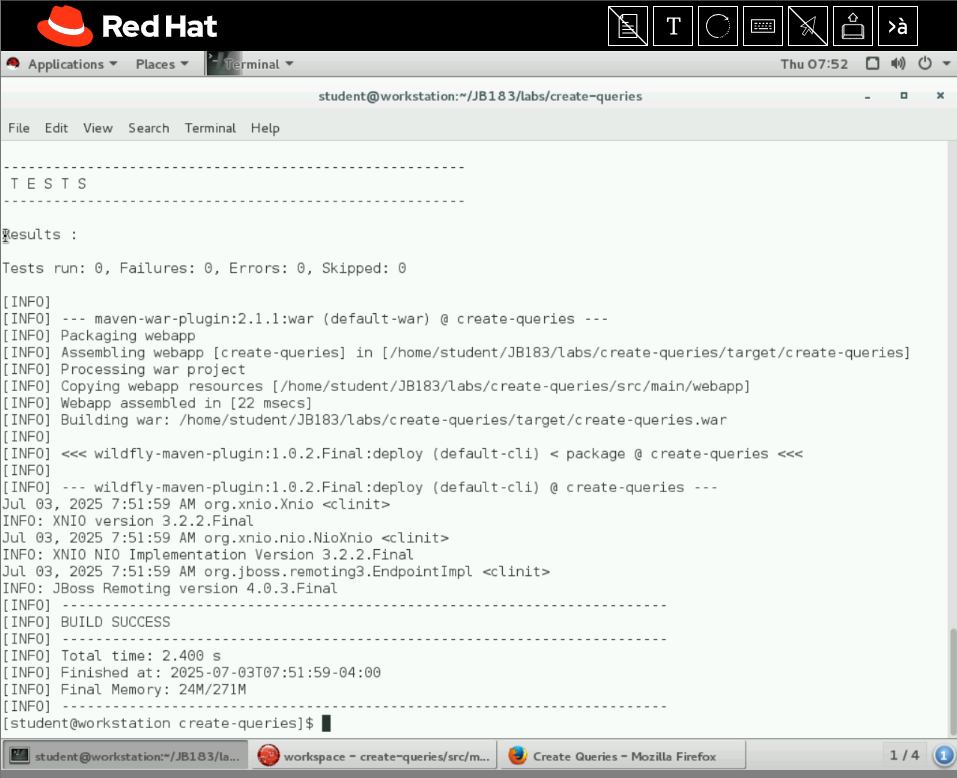 Red Hat
T
›à
Applications Places Terminal Thu 07:52
student@workstation:~/JB183/labs/create-queries
File Edit View Search Terminal Help
-------------------------------------------------------
 T E S T S
-------------------------------------------------------
Results :
Tests run: 0, Failures: 0, Errors: 0, Skipped: 0
[INFO]
[INFO] --- maven-war-plugin:2.1.1:war (default-war) @ create-queries ---
[INFO] Packaging webapp
[INFO] Assembling webapp [create-queries] in [/home/student/JB183/labs/create-queries/target/create-queries]
[INFO] Processing war project
[INFO] Copying webapp resources [/home/student/JB183/labs/create-queries/src/main/webapp]
[INFO] Webapp assembled in [22 msecs]
[INFO] Building war: /home/student/JB183/labs/create-queries/target/create-queries.war
[INFO]
[INFO] <<< wildfly-maven-plugin:1.0.2.Final:deploy (default-cli) < package @ create-queries <<<
[INFO]
[INFO] --- wildfly-maven-plugin:1.0.2.Final:deploy (default-cli) @ create-queries ---
Jul 03, 2025 7:51:59 AM org.xnio.Xnio <clinit>
INFO: XNIO version 3.2.2.Final
Jul 03, 2025 7:51:59 AM org.xnio.nio.NioXnio <clinit>
INFO: XNIO NIO Implementation Version 3.2.2.Final
Jul 03, 2025 7:51:59 AM org.jboss.remoting3.EndpointImpl <clinit>
INFO: JBoss Remoting version 4.0.3.Final
[INFO] ------------------------------------------------------------------------
[INFO] BUILD SUCCESS
[INFO] ------------------------------------------------------------------------
[INFO] Total time: 2.400 s
[INFO] Finished at: 2025-07-03T07:51:59-04:00
[INFO] Final Memory: 24M/271M
[INFO] ------------------------------------------------------------------------
[student@workstation create-queries]$
student@workstation:~/JB183/la... workspace - create-queries/src/m... Create Queries - Mozilla Firefox 1 / 4 1